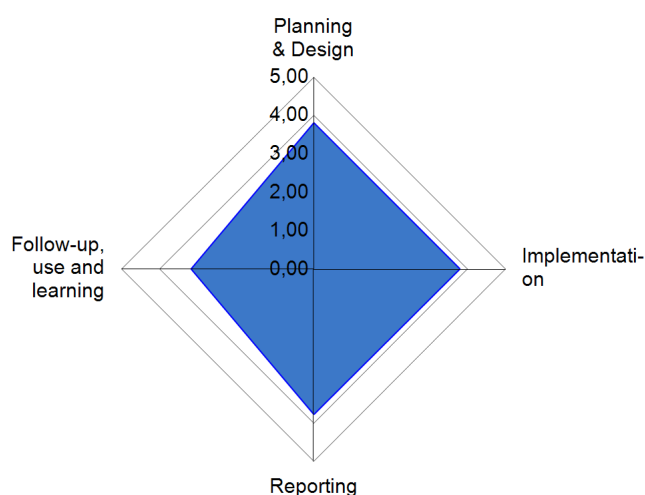 Planning
& Design
5,00
4,00
3,00
2,00
1,00
0,00
Follow-up,
use and
learning
Implementati-
on
Reporting